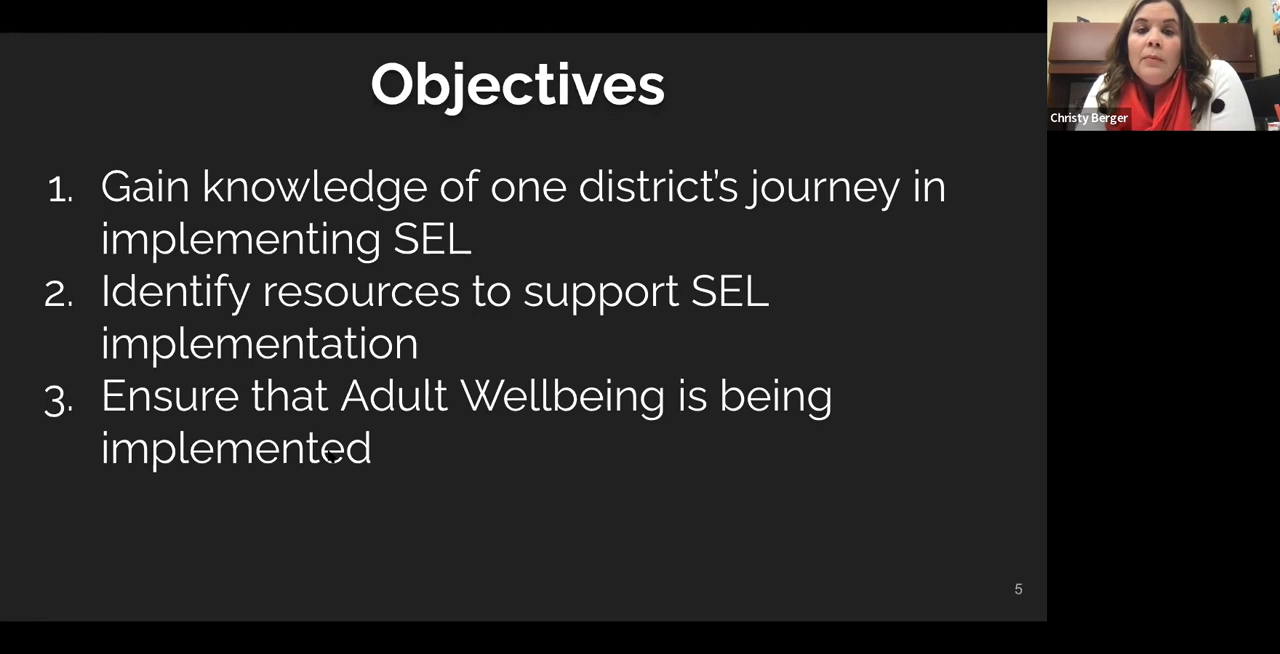 Objectives
1. Gain knowledge of one district's journey in
implementing SEL
2. Identify resources to support SEL
implementation
3. Ensure that Adult Wellbeing is being
implemented
5
Christy Berger